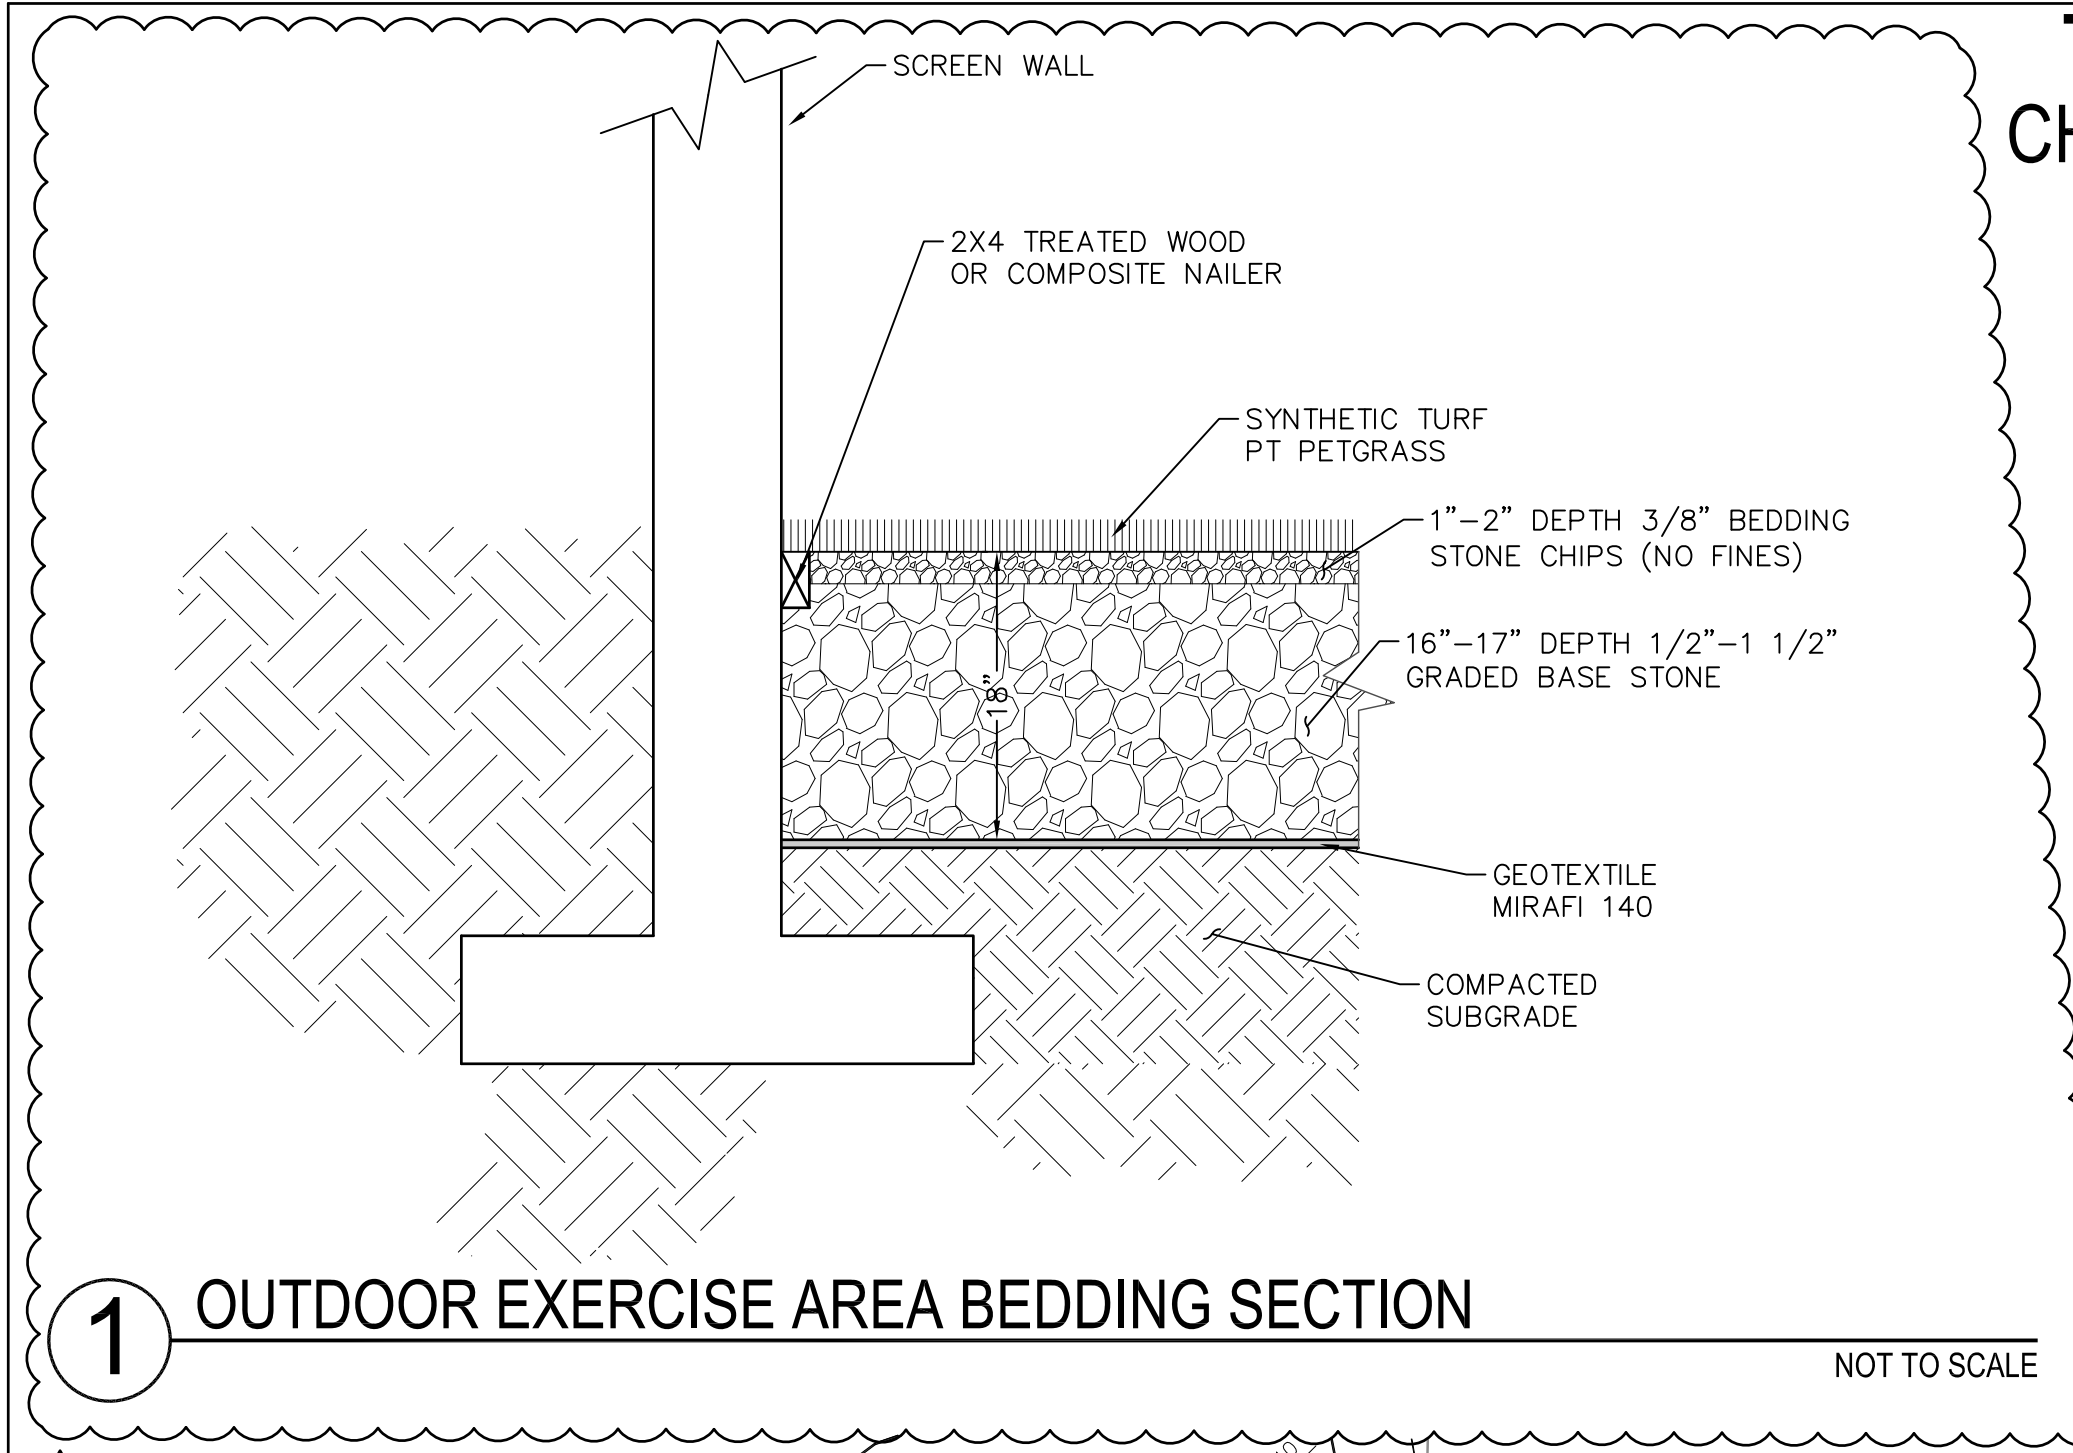 CH
SCREEN WALL
2X4 TREATED WOOD
OR COMPOSITE NAILER
SYNTHETIC TURF
PT PETGRASS
1”–2” DEPTH 3/8” BEDDING
STONE CHIPS (NO FINES)
16”–17” DEPTH 1/2”–1 1/2”
GRADED BASE STONE
18”
GEOTEXTILE
MIRAFI 140
COMPACTED
SUBGRADE
1
OUTDOOR EXERCISE AREA BEDDING SECTION
NOT TO SCALE